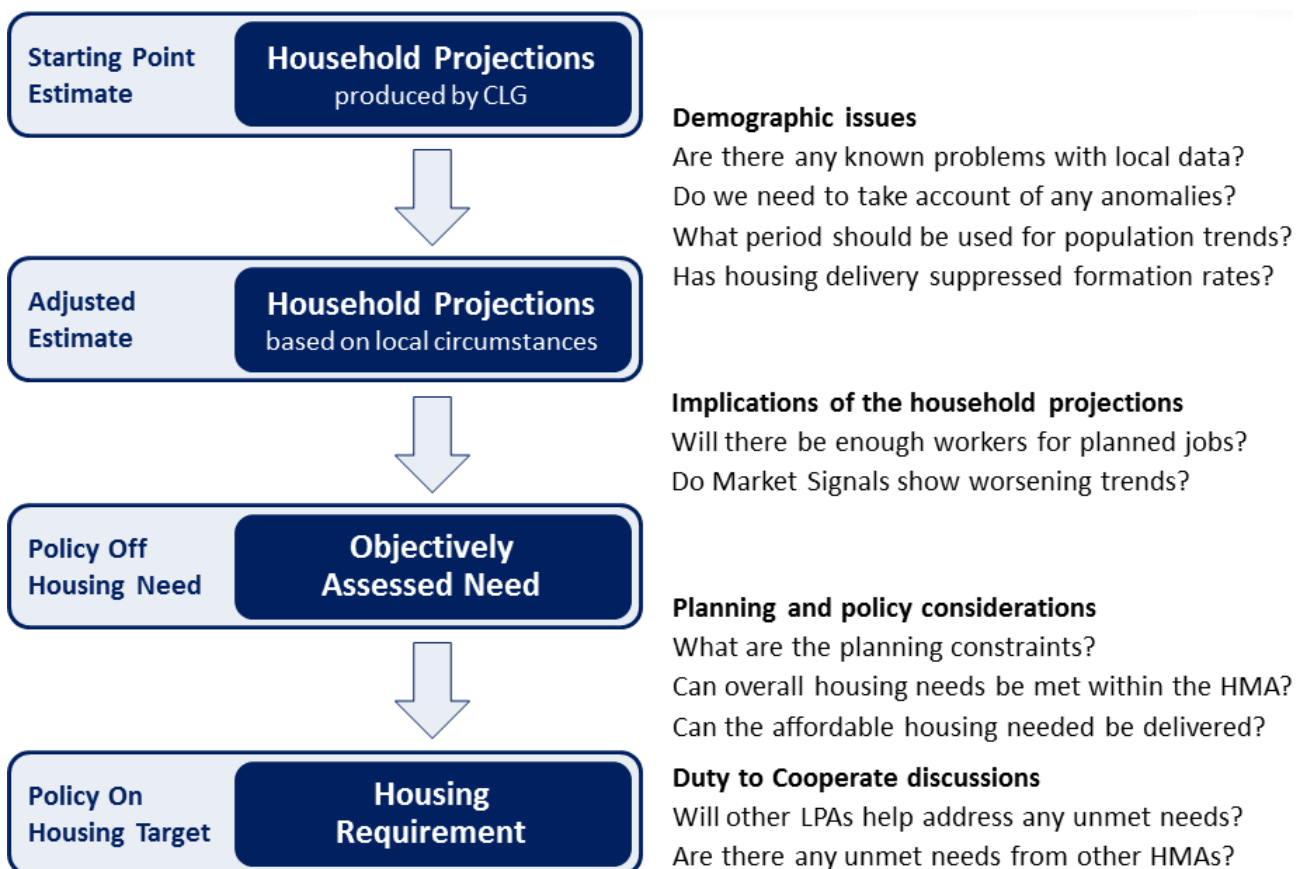 Starting Point
Estimate
Household Projections
produced by CLG
Demographic issues
Are there any known problems with local data?
Do we need to take account of any anomalies?
What period should be used for population trends?
Has housing delivery suppressed formation rates?
Adjusted
Estimate
Household Projections
based on local circumstances
Implications of the household projections
Will there be enough workers for planned jobs?
Do Market Signals show worsening trends?
Policy Off
Housing Need
Objectively
Assessed Need
Planning and policy considerations
What are the planning constraints?
Can overall housing needs be met within the HMA?
Can the affordable housing needed be delivered?
Policy On
Housing Target
Housing
Requirement
Duty to Cooperate discussions
Will other LPAs help address any unmet needs?
Are there any unmet needs from other HMAs?